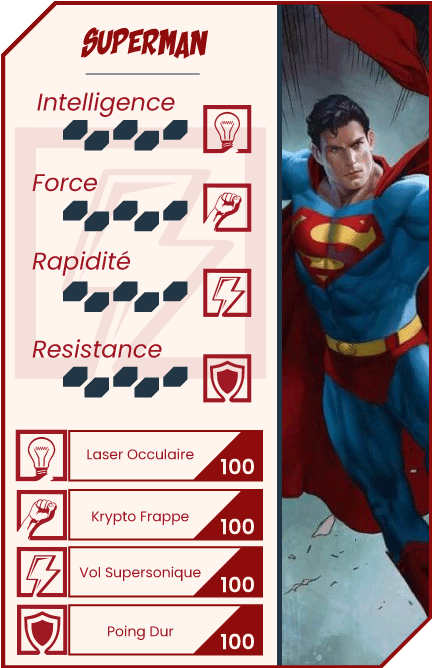 SUPERMAN
Intelligence
Force
Rapidité
Resistance
Laser Occulaire
100
Krypto Frappe
100
Vol Supersonique
100
Poing Dur
100